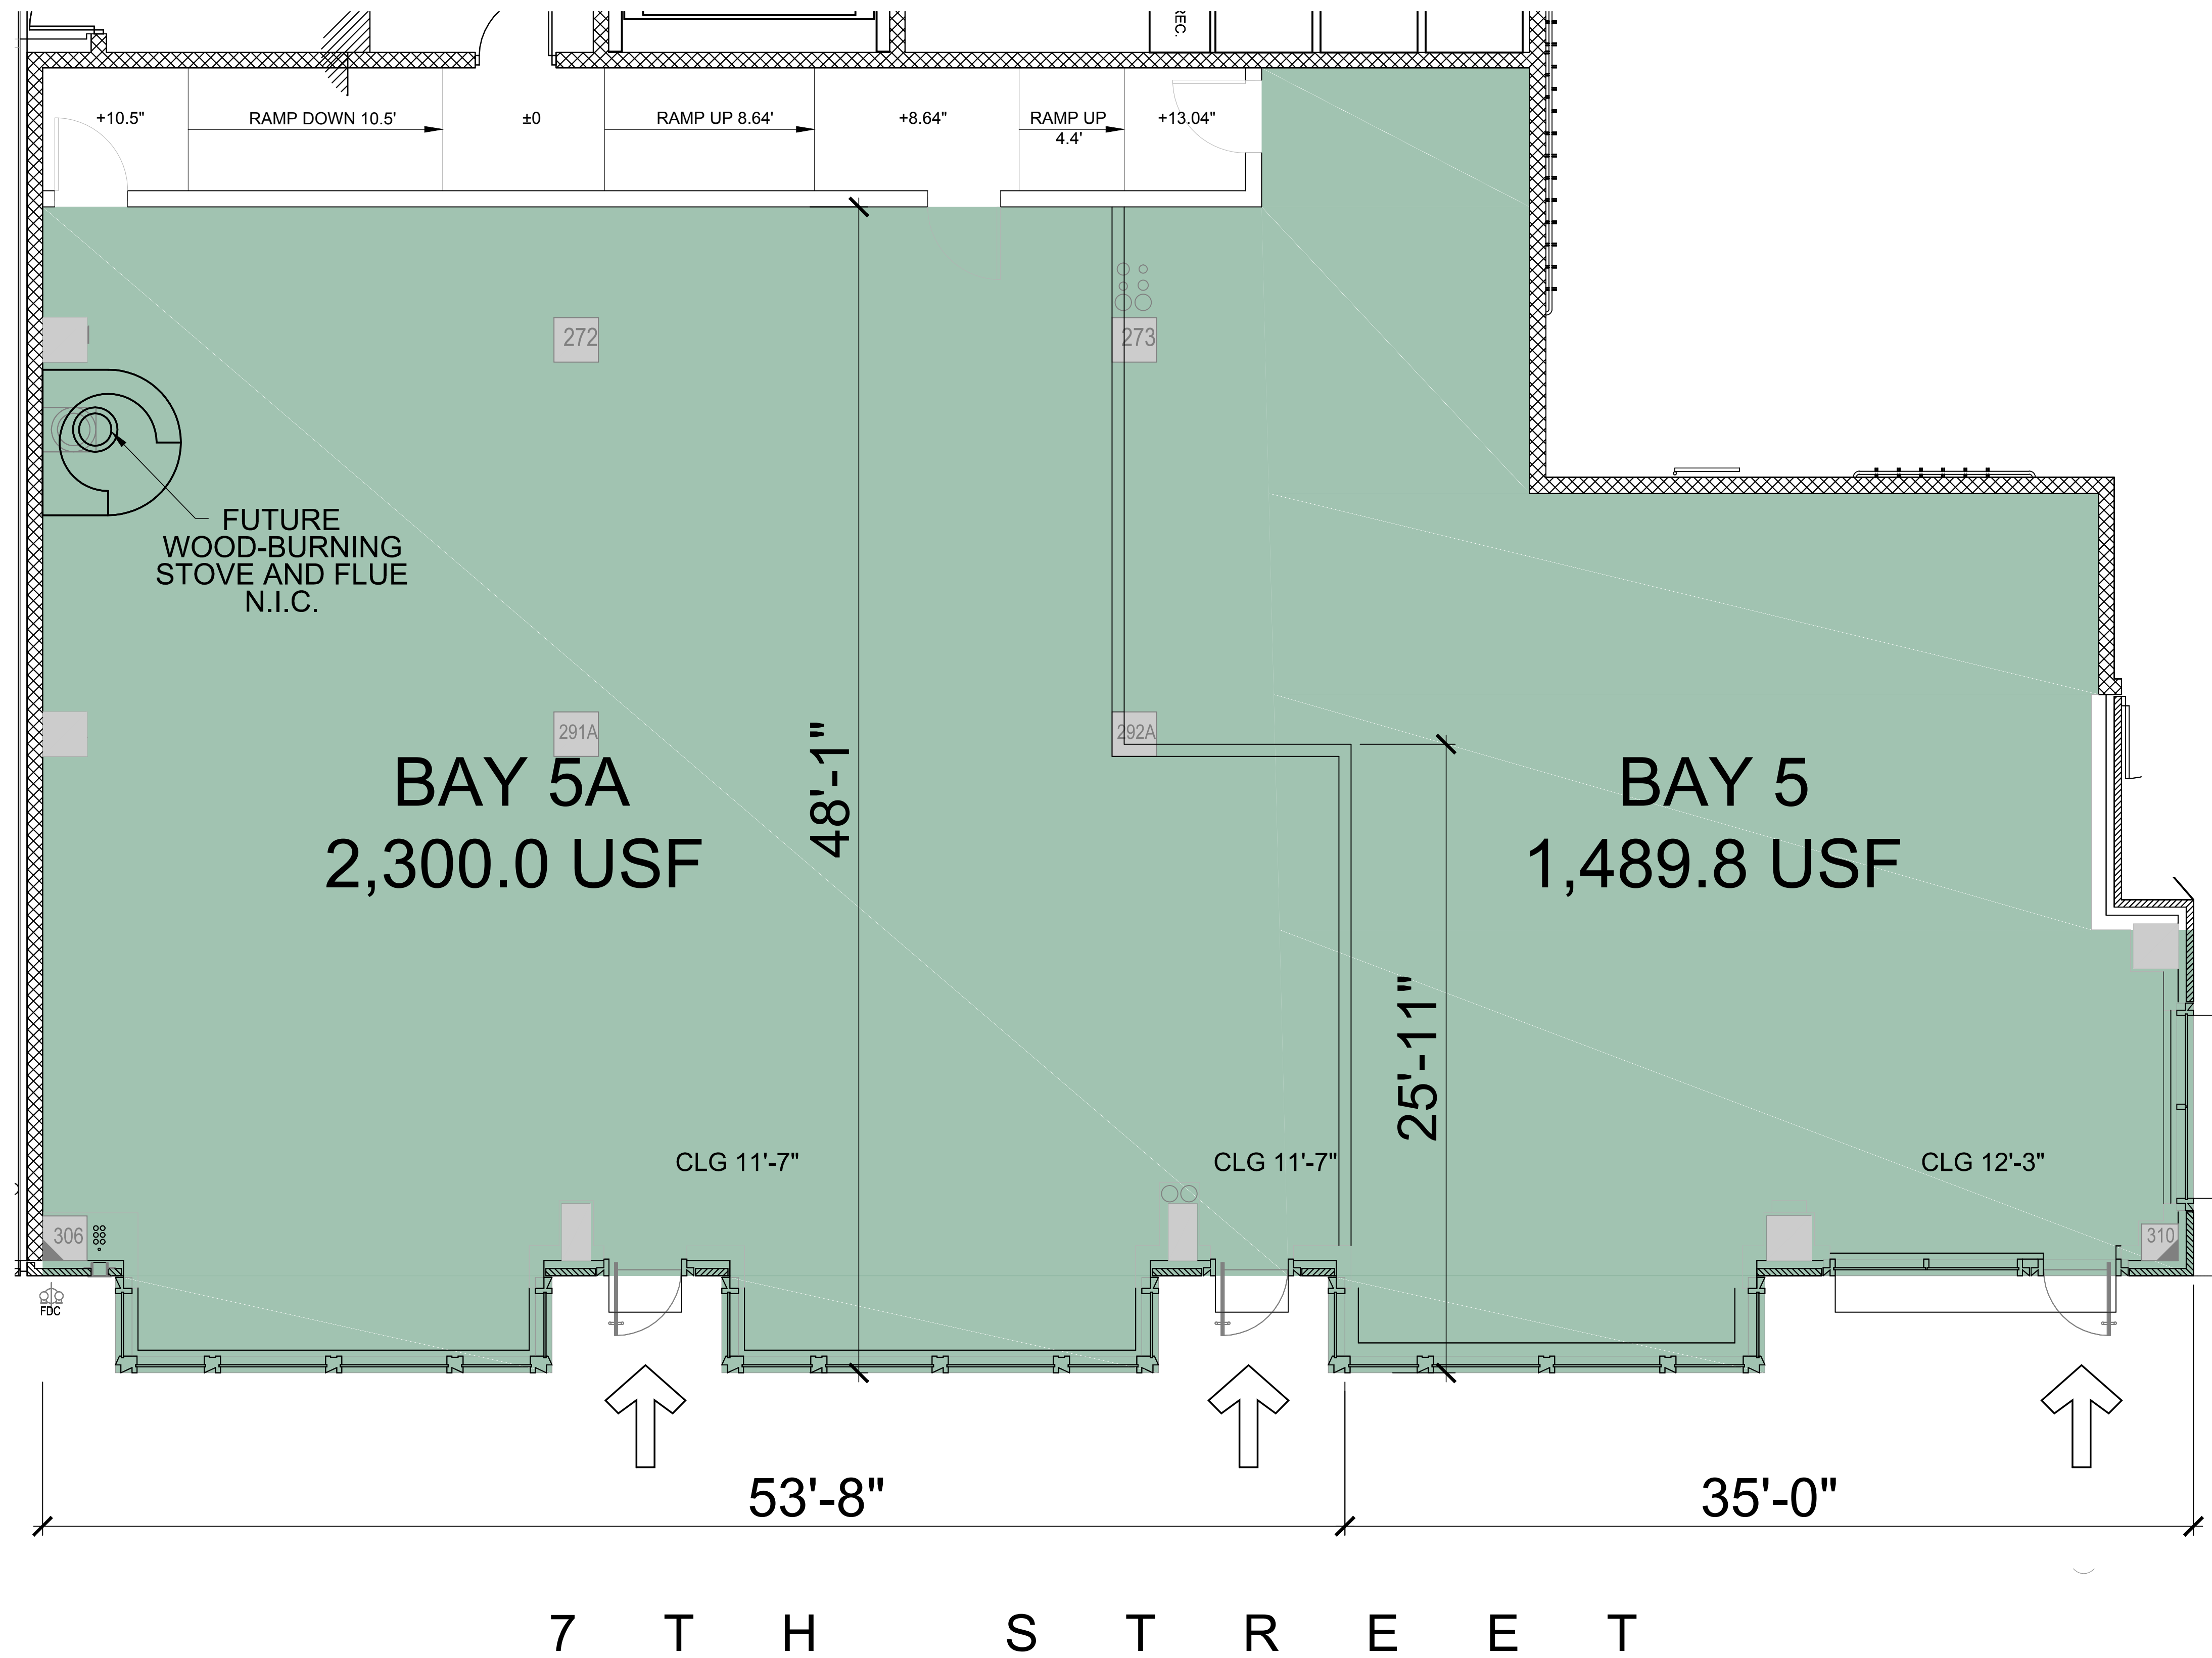 REC.
+10.5"
RAMP DOWN 10.5'
±0
RAMP UP 8.64'
+8.64"
RAMP UP
4.4'
+13.04"
272
273
FUTURE
WOOD-BURNING
STOVE AND FLUE
N.I.C.
291A
292A
BAY 5A
2,300.0 USF
48'-1"
BAY 5
1,489.8 USF
25'-11"
CLG 11'-7"
CLG 11'-7"
CLG 12'-3"
306
310
FDC
53'-8"
35'-0"
7TH STREET